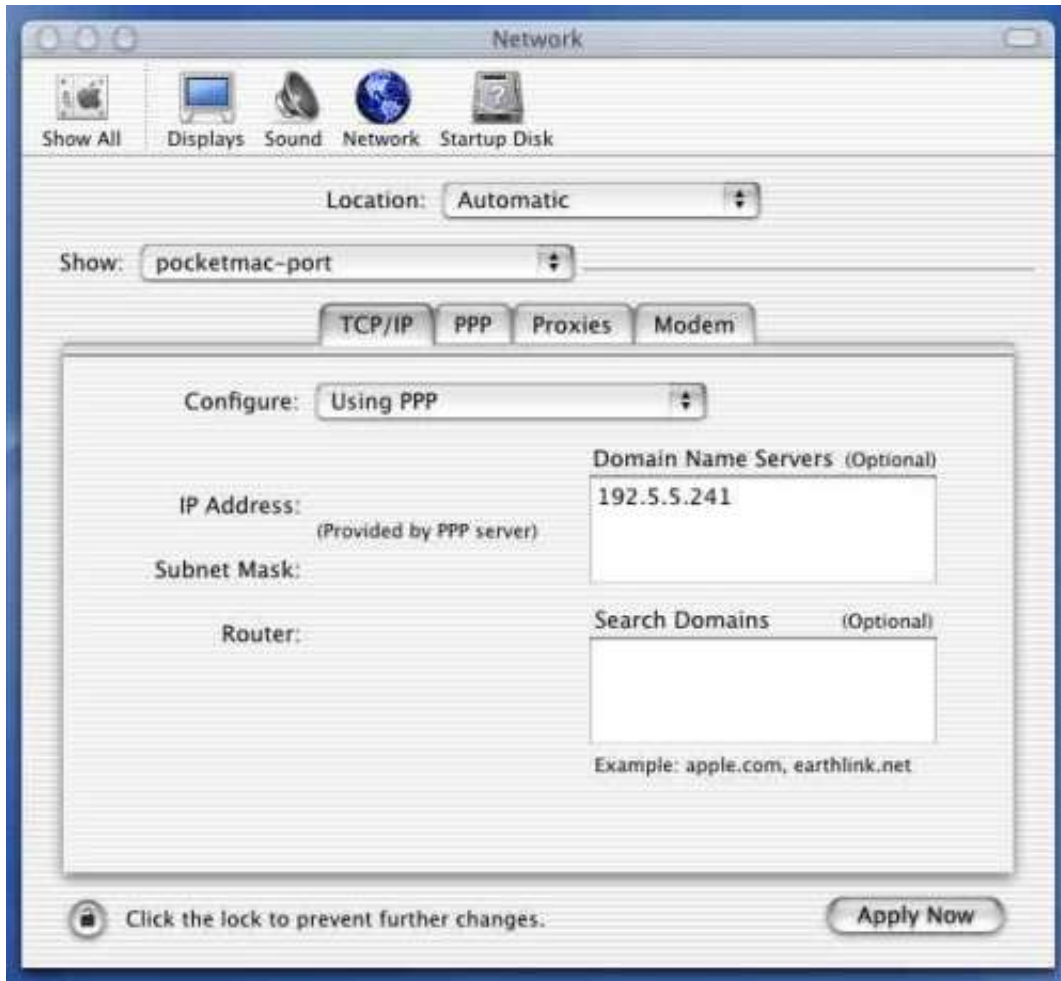 Network
Show All
Displays
Sound
Network
Startup Disk
Location: Automatic
Show: pocketmac-port
TCP/IP
PPP
Proxies
Modem
Configure: Using PPP
Domain Name Servers (Optional)
192.5.5.241
IP Address:
(Provided by PPP server)
Subnet Mask:
Router:
Search Domains (Optional)
Example: apple.com, earthlink.net
Click the lock to prevent further changes.
Apply Now